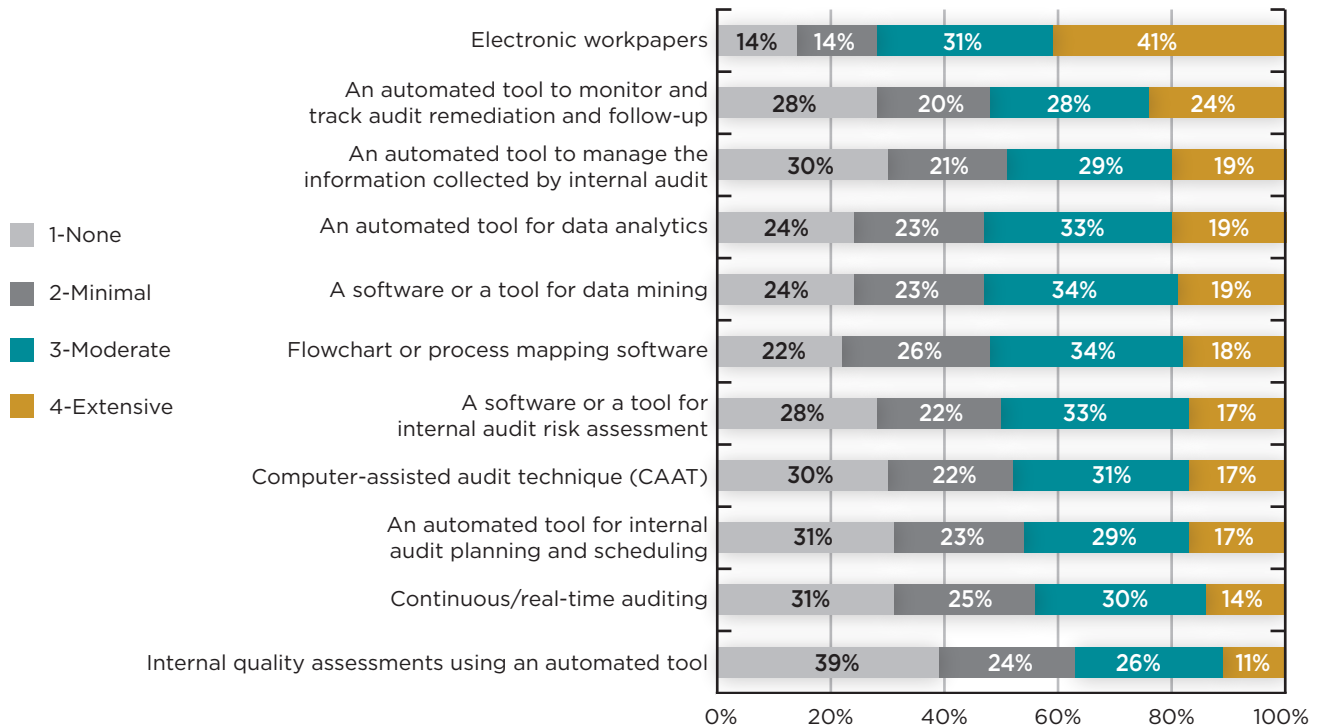 Electronic workpapers
14% 14% 31% 41%
An automated tool to monitor and
track audit remediation and follow-up
28% 20% 28% 24%
An automated tool to manage the
information collected by internal audit
30% 21% 29% 19%
An automated tool for data analytics
24% 23% 33% 19%
A software or a tool for data mining
24% 23% 34% 19%
Flowchart or process mapping software
22% 26% 34% 18%
A software or a tool for
internal audit risk assessment
28% 22% 33% 17%
Computer-assisted audit technique (CAAT)
30% 22% 31% 17%
An automated tool for internal
audit planning and scheduling
31% 23% 29% 17%
Continuous/real-time auditing
31% 25% 30% 14%
Internal quality assessments using an automated tool
39% 24% 26% 11%
0% 20% 40% 60% 80% 100%
1-None
2-Minimal
3-Moderate
4-Extensive